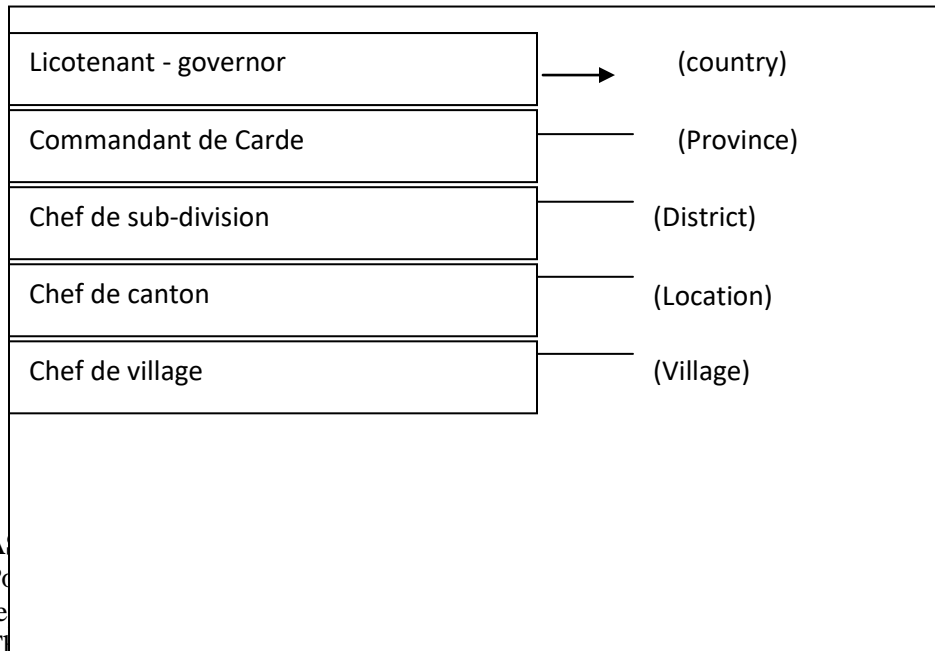 Licotenant - governor (country)
Commandant de Carde (Province)
Chef de sub-division (District)
Chef de canton (Location)
Chef de village (Village)